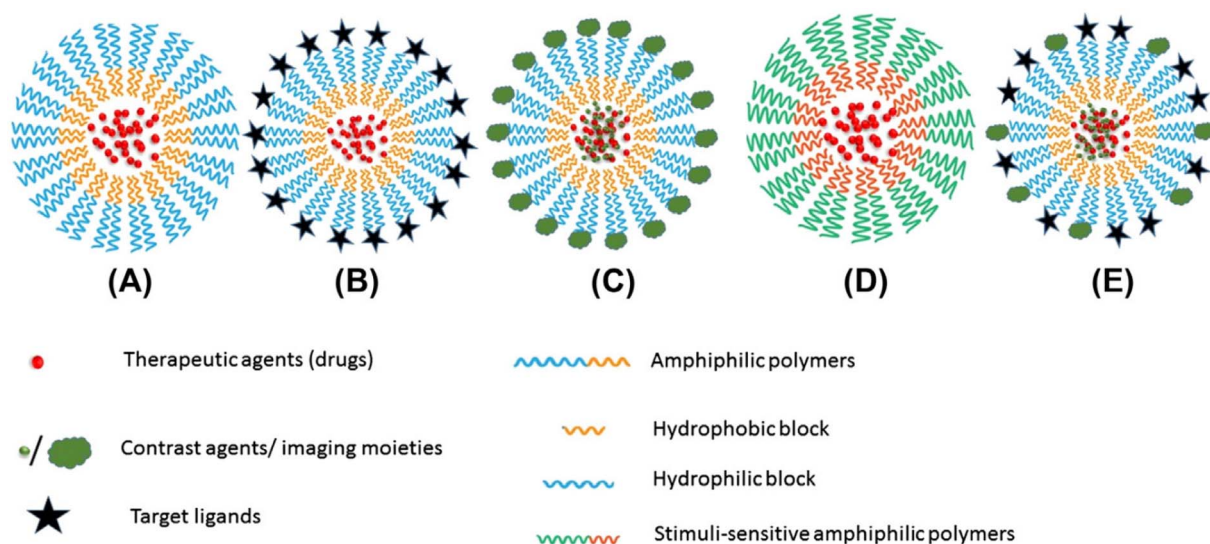 (A)
(B)
(C)
(D)
(E)
Therapeutic agents (drugs)
Amphiphilic polymers
/
Contrast agents/ imaging moieties
Hydrophobic block
Hydrophilic block
Target ligands
Stimuli-sensitive amphiphilic polymers